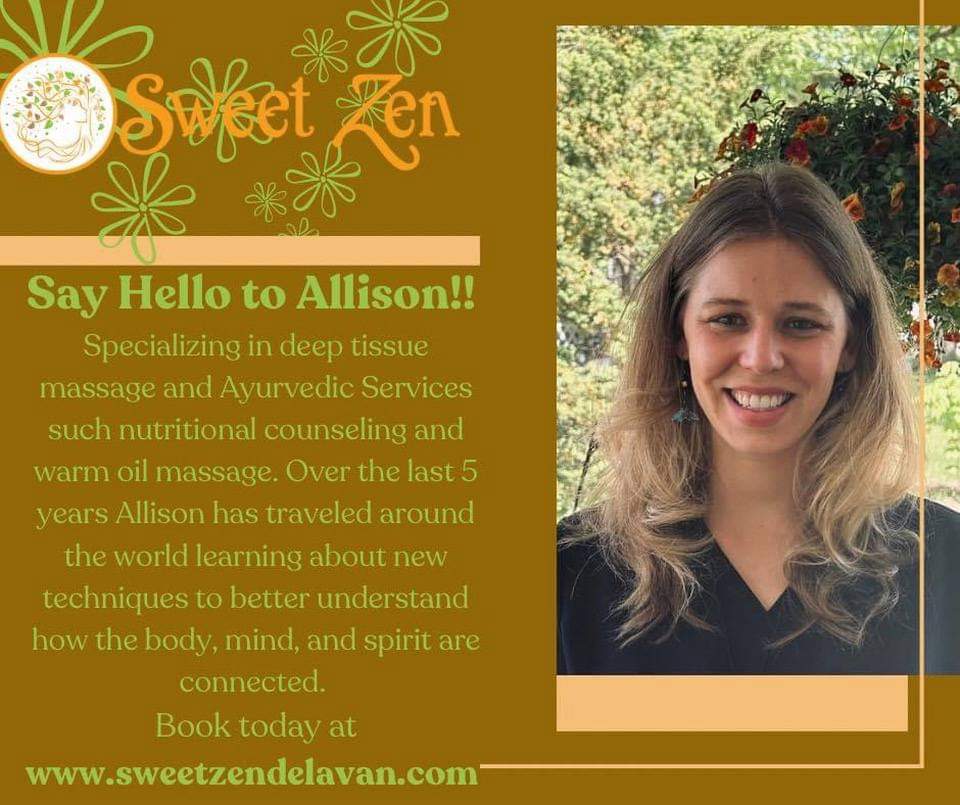 Sweet Zen
Say Hello to Allison!!
Specializing in deep tissue
massage and Ayurvedic Services
such nutritional counseling and
warm oil massage. Over the last 5
years Allison has traveled around
the world learning about new
techniques to better understand
how the body, mind, and spirit are
connected.
Book today at
www.sweetzendelavan.com